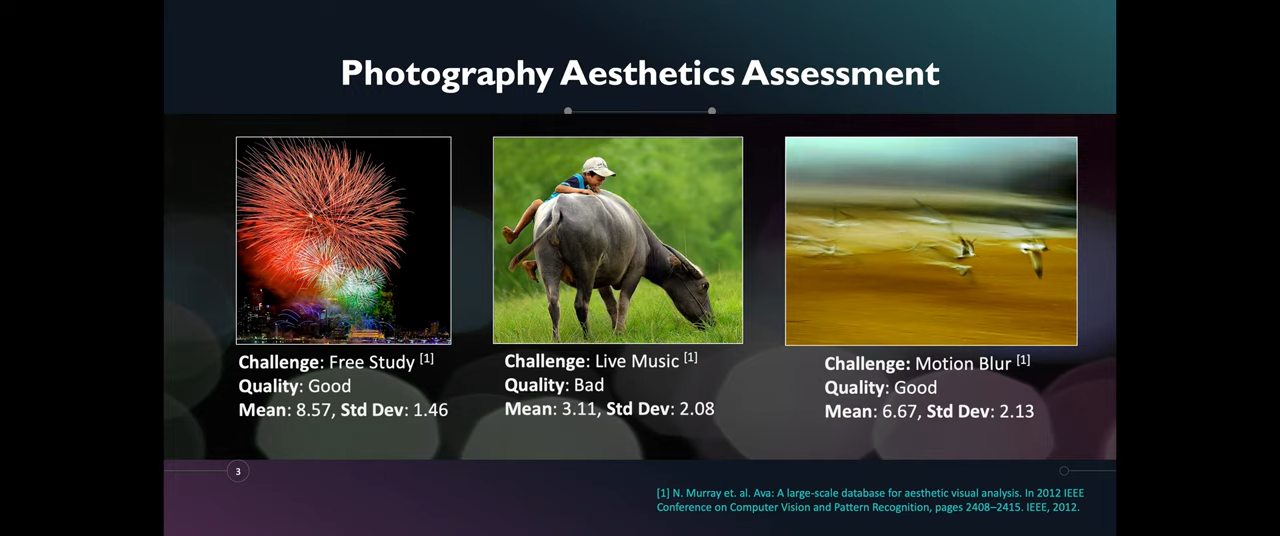 Photography Aesthetics Assessment
Challenge: Free Study [1]
Quality: Good
Mean: 8.57, Std Dev: 1.46
Challenge: Live Music [1]
Quality: Bad
Mean: 3.11, Std Dev: 2.08
Challenge: Motion Blur [1]
Quality: Good
Mean: 6.67, Std Dev: 2.13
3
[1] N. Murray et. al. Ava: A large-scale database for aesthetic visual analysis. In 2012 IEEE
Conference on Computer Vision and Pattern Recognition, pages 2408–2415. IEEE, 2012.